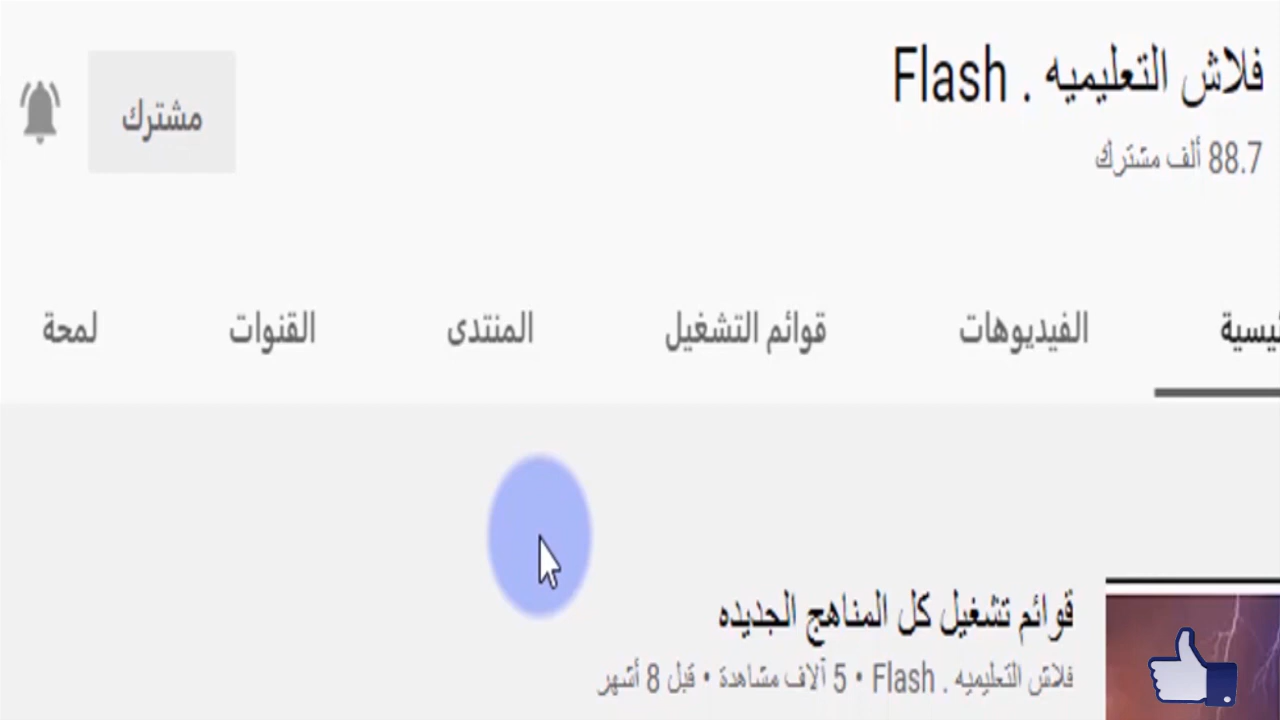 فلاش التعليميه . Flash
88.7 ألف مشترك
مشترك
الفيديوهات
قوائم التشغيل
المنتدى
القنوات
لمحة
قوائم تشغيل كل المناهج الجديده
فلاش التعليميه . Flash • 5 آلاف مشاهدة • قبل 8 أشهر